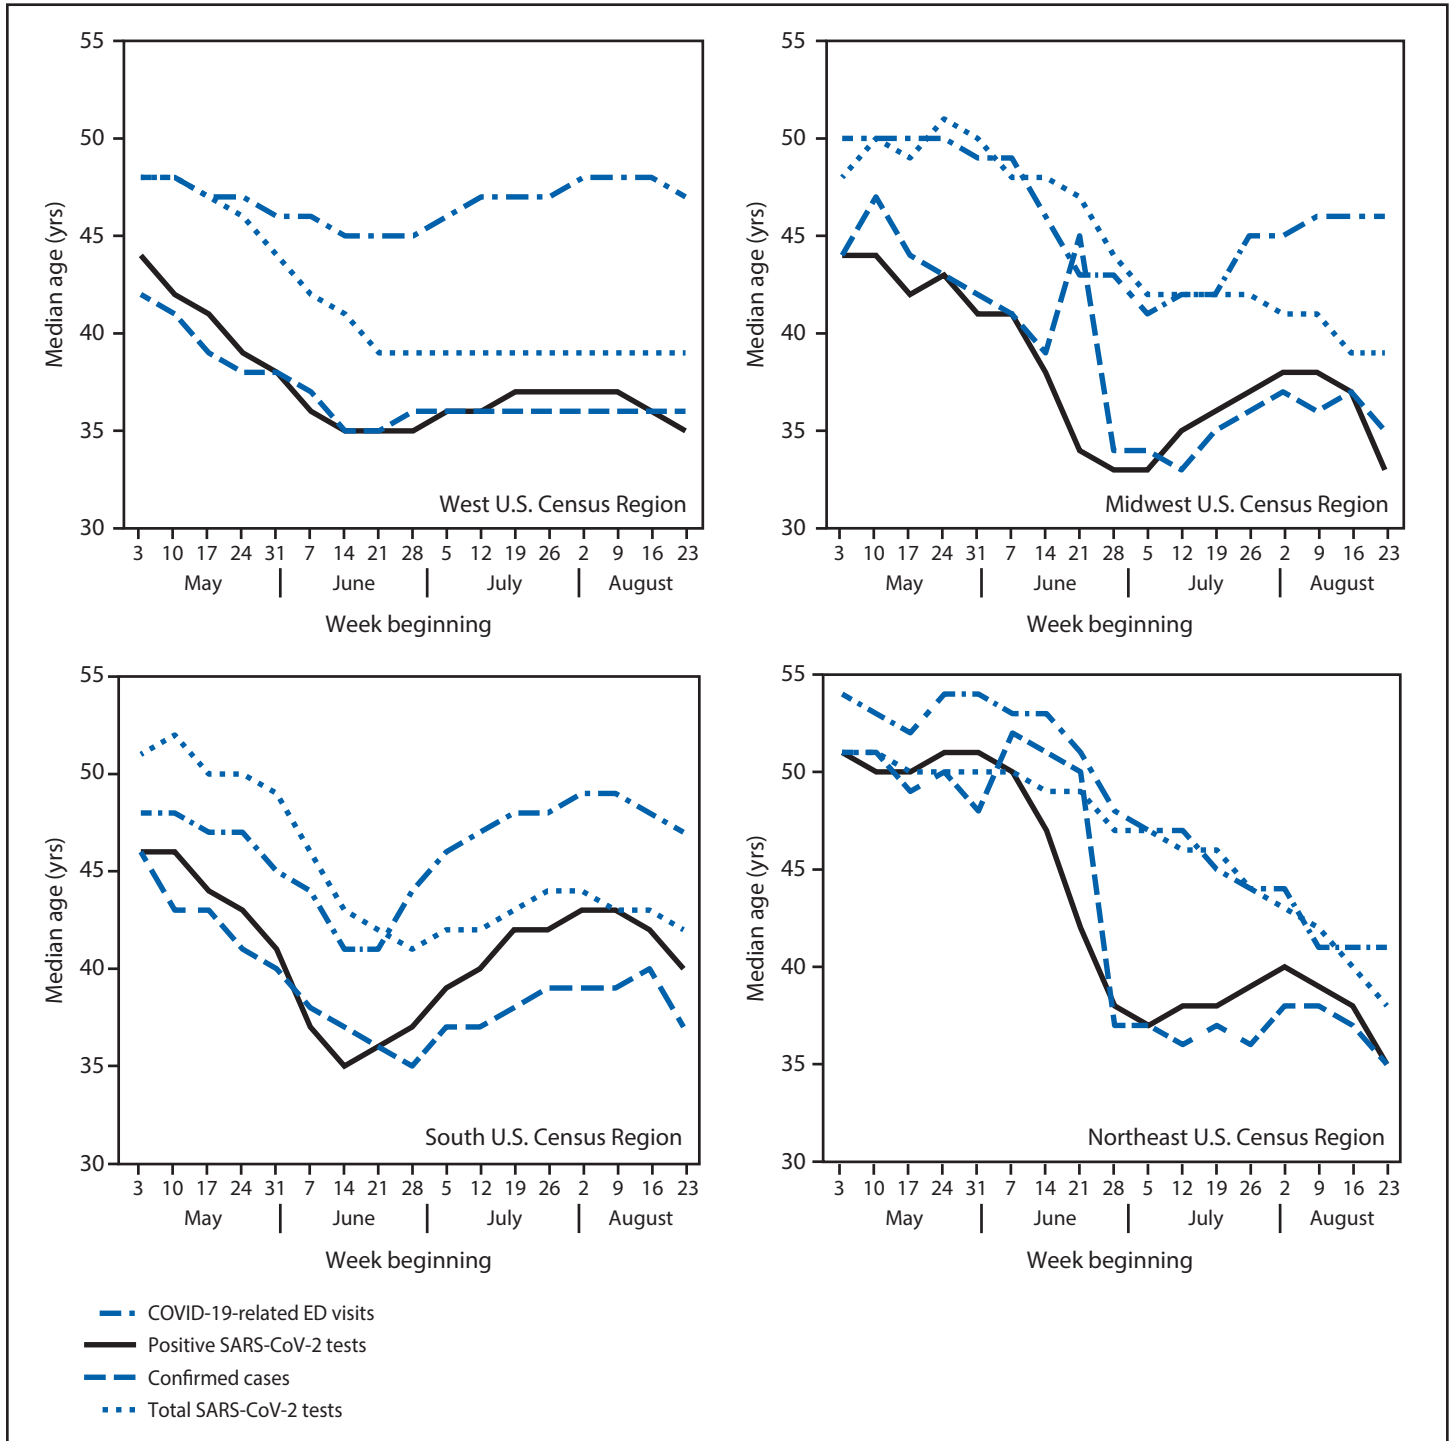 55
50
45
40
35
30
Median age (yrs)
West U.S. Census Region
3 10 17 24 31 7 14 21 28 5 12 19 26 2 9 16 23
May June July August
Week beginning
55
50
45
40
35
30
Median age (yrs)
Midwest U.S. Census Region
3 10 17 24 31 7 14 21 28 5 12 19 26 2 9 16 23
May June July August
Week beginning
55
50
45
40
35
30
Median age (yrs)
South U.S. Census Region
3 10 17 24 31 7 14 21 28 5 12 19 26 2 9 16 23
May June July August
Week beginning
55
50
45
40
35
30
Median age (yrs)
Northeast U.S. Census Region
3 10 17 24 31 7 14 21 28 5 12 19 26 2 9 16 23
May June July August
Week beginning
COVID-19-related ED visits
Positive SARS-CoV-2 tests
Confirmed cases
Total SARS-CoV-2 tests